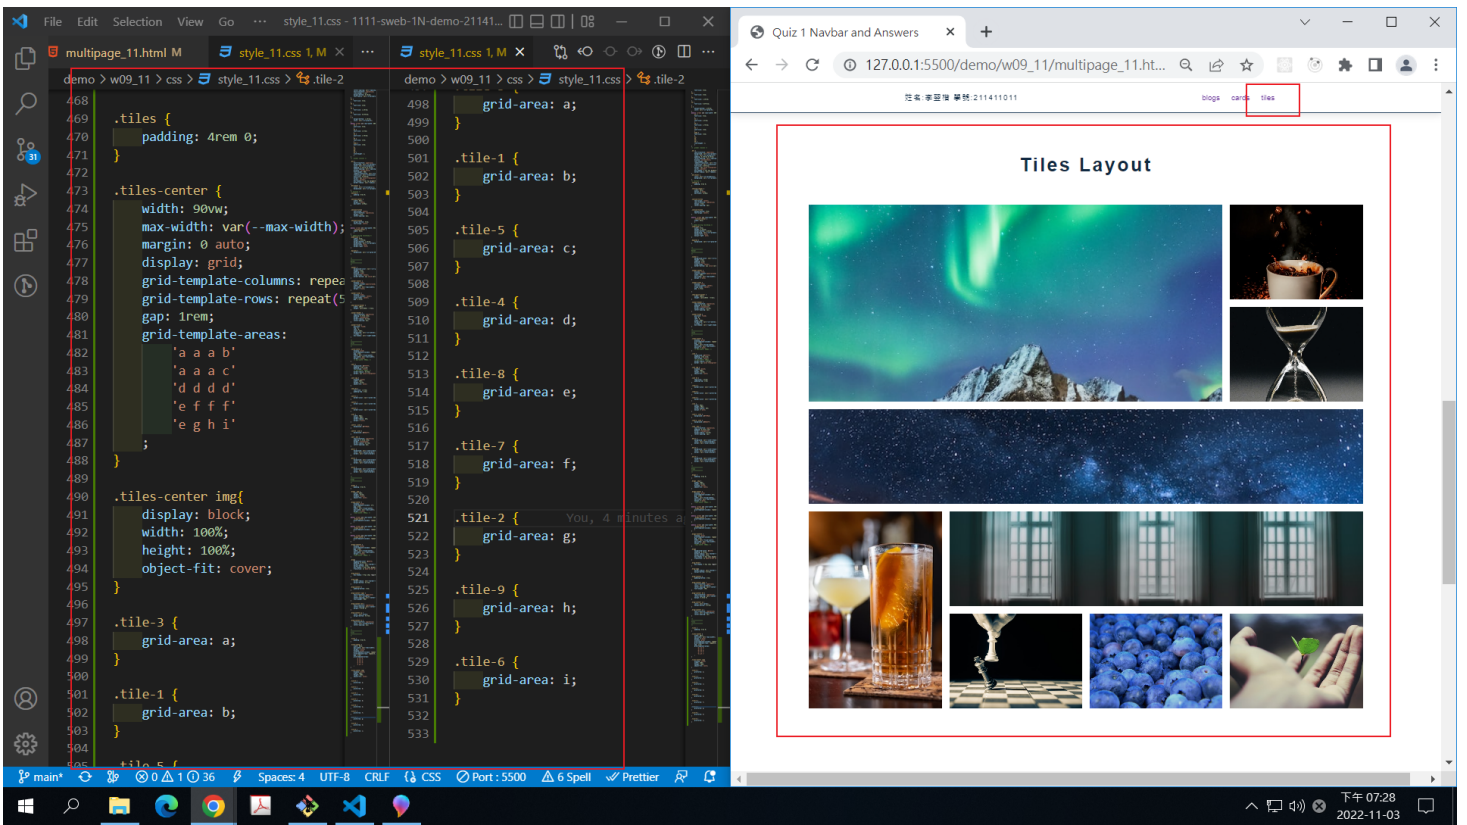 File Edit Selection View Go ··· style_11.css - 1111-sweb-1N-demo-21141...
multipage_11.html M
style_11.css 1, M
style_11.css 1, M
demo > w09_11 > css > style_11.css > .tile-2
468
469 .tiles {
470 padding: 4rem 0;
471 }
472
473 .tiles-center {
474 width: 90vw;
475 max-width: var(--max-width);
476 margin: 0 auto;
477 display: grid;
478 grid-template-columns: repea
479 grid-template-rows: repeat(5
480 gap: 1rem;
481 grid-template-areas:
482 'a a a b'
483 'a a a c'
484 'd d d d'
485 'e f f f'
486 'e g h i'
487 ;
488 }
489
490 .tiles-center img{
491 display: block;
492 width: 100%;
493 height: 100%;
494 object-fit: cover;
495 }
496
497 .tile-3 {
498 grid-area: a;
499 }
500
501 .tile-1 {
502 grid-area: b;
503 }
504
505 .tile-5 {
demo > w09_11 > css > style_11.css > .tile-2
498 grid-area: a;
499 }
500
501 .tile-1 {
502 grid-area: b;
503 }
504
505 .tile-5 {
506 grid-area: c;
507 }
508
509 .tile-4 {
510 grid-area: d;
511 }
512
513 .tile-8 {
514 grid-area: e;
515 }
516
517 .tile-7 {
518 grid-area: f;
519 }
520
521 .tile-2 { You, 4 minutes a
522 grid-area: g;
523 }
524
525 .tile-9 {
526 grid-area: h;
527 }
528
529 .tile-6 {
530 grid-area: i;
531 }
532
533
main* 31 0 1 36 Spaces: 4 UTF-8 CRLF CSS Port : 5500 6 Spell Prettier
Quiz 1 Navbar and Answers
127.0.0.1:5500/demo/w09_11/multipage_11.ht...
學號:211411011 blogs cards tiles
Tiles Layout
下午 07:28
2022-11-03